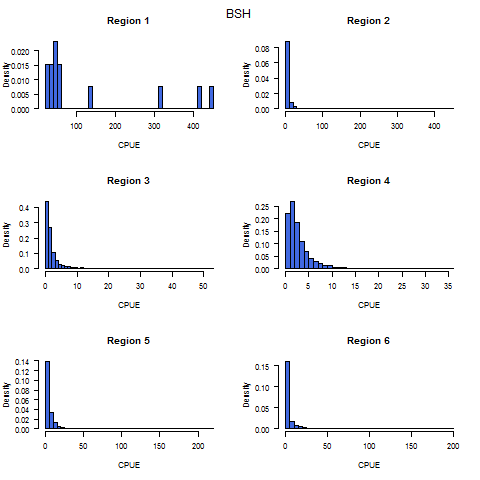 BSH
Region 1
Region 2
Density
0.000 0.005 0.010 0.015 0.020
100 200 300 400
CPUE
Density
0.00 0.02 0.04 0.06 0.08
0 100 200 300 400
CPUE
Region 3
Region 4
Density
0.0 0.1 0.2 0.3 0.4
0 10 20 30 40 50
CPUE
Density
0.00 0.05 0.10 0.15 0.20 0.25
0 5 10 15 20 25 30 35
CPUE
Region 5
Region 6
Density
0.00 0.02 0.04 0.06 0.08 0.10 0.12 0.14
0 50 100 150 200
CPUE
Density
0.00 0.05 0.10 0.15
0 50 100 150 200
CPUE